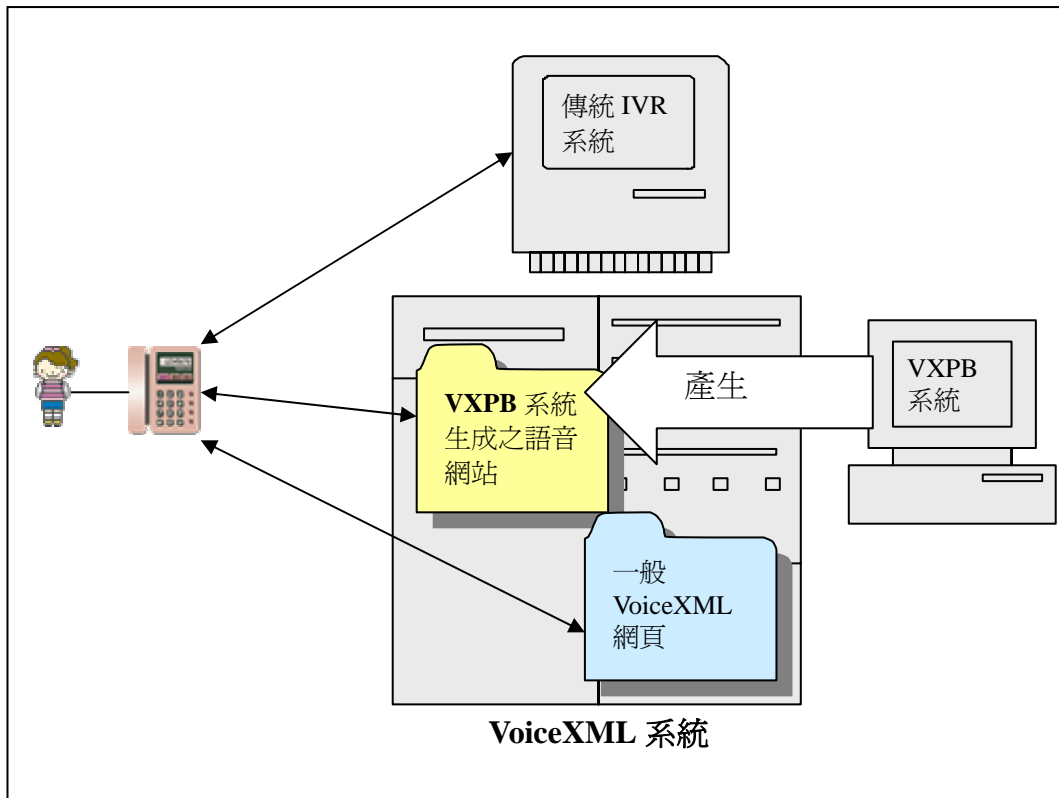 傳統 IVR
系統
產生
VXPB
系統
VXPB 系統
生成之語音
網站
一般
VoiceXML
網頁
VoiceXML 系統